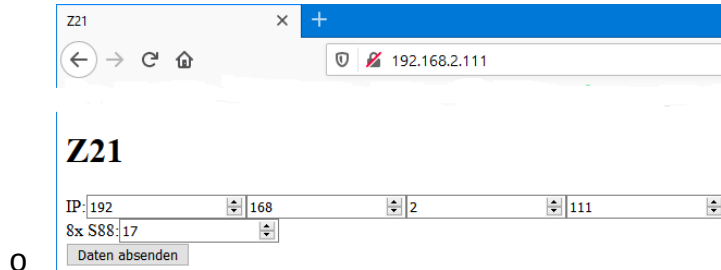 Z21
192.168.2.111
Z21
IP: 192 168 2 111
8x S88: 17
o Daten absenden